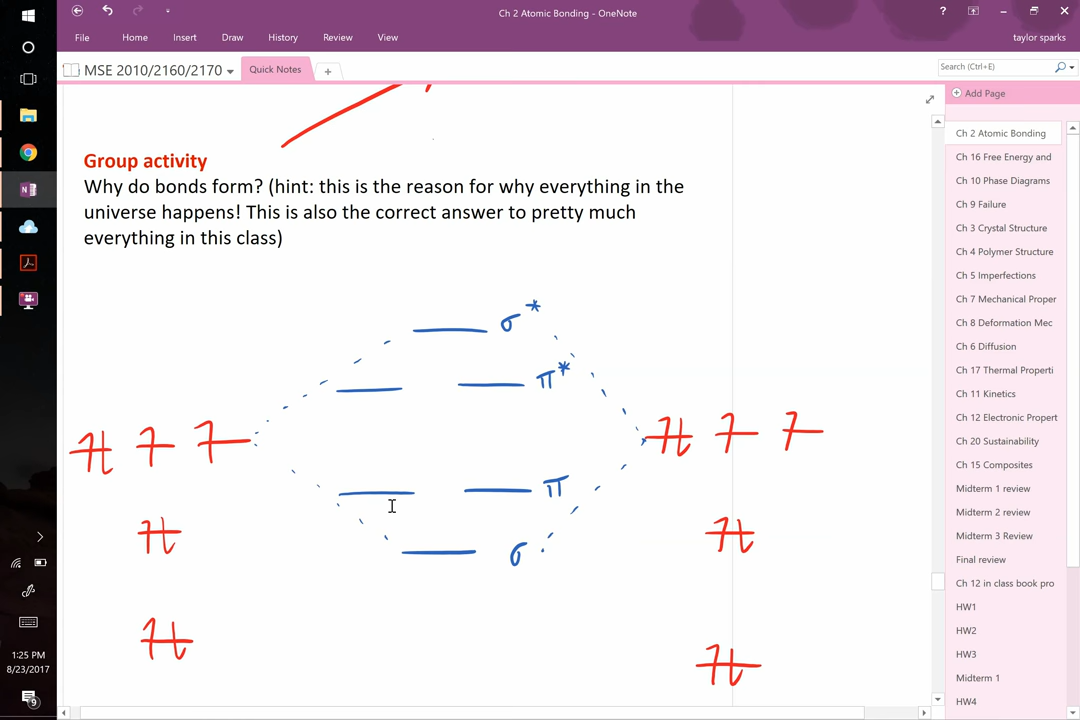 Ch 2 Atomic Bonding - OneNote
?
File Home Insert Draw History Review View
taylor sparks
MSE 2010/2160/2170
Quick Notes
+
Search (Ctrl+E)
Add Page
Ch 2 Atomic Bonding
Ch 16 Free Energy and
Ch 10 Phase Diagrams
Ch 9 Failure
Ch 3 Crystal Structure
Ch 4 Polymer Structure
Ch 5 Imperfections
Ch 7 Mechanical Proper
Ch 8 Deformation Mec
Ch 6 Diffusion
Ch 17 Thermal Properti
Ch 11 Kinetics
Ch 12 Electronic Propert
Ch 20 Sustainability
Ch 15 Composites
Midterm 1 review
Midterm 2 review
Midterm 3 Review
Final review
Ch 12 in class book pro
HW1
HW2
HW3
Midterm 1
HW4
Group activity
Why do bonds form? (hint: this is the reason for why everything in the
universe happens! This is also the correct answer to pretty much
everything in this class)
σ*
π*
π
σ
1:25 PM
8/23/2017
9